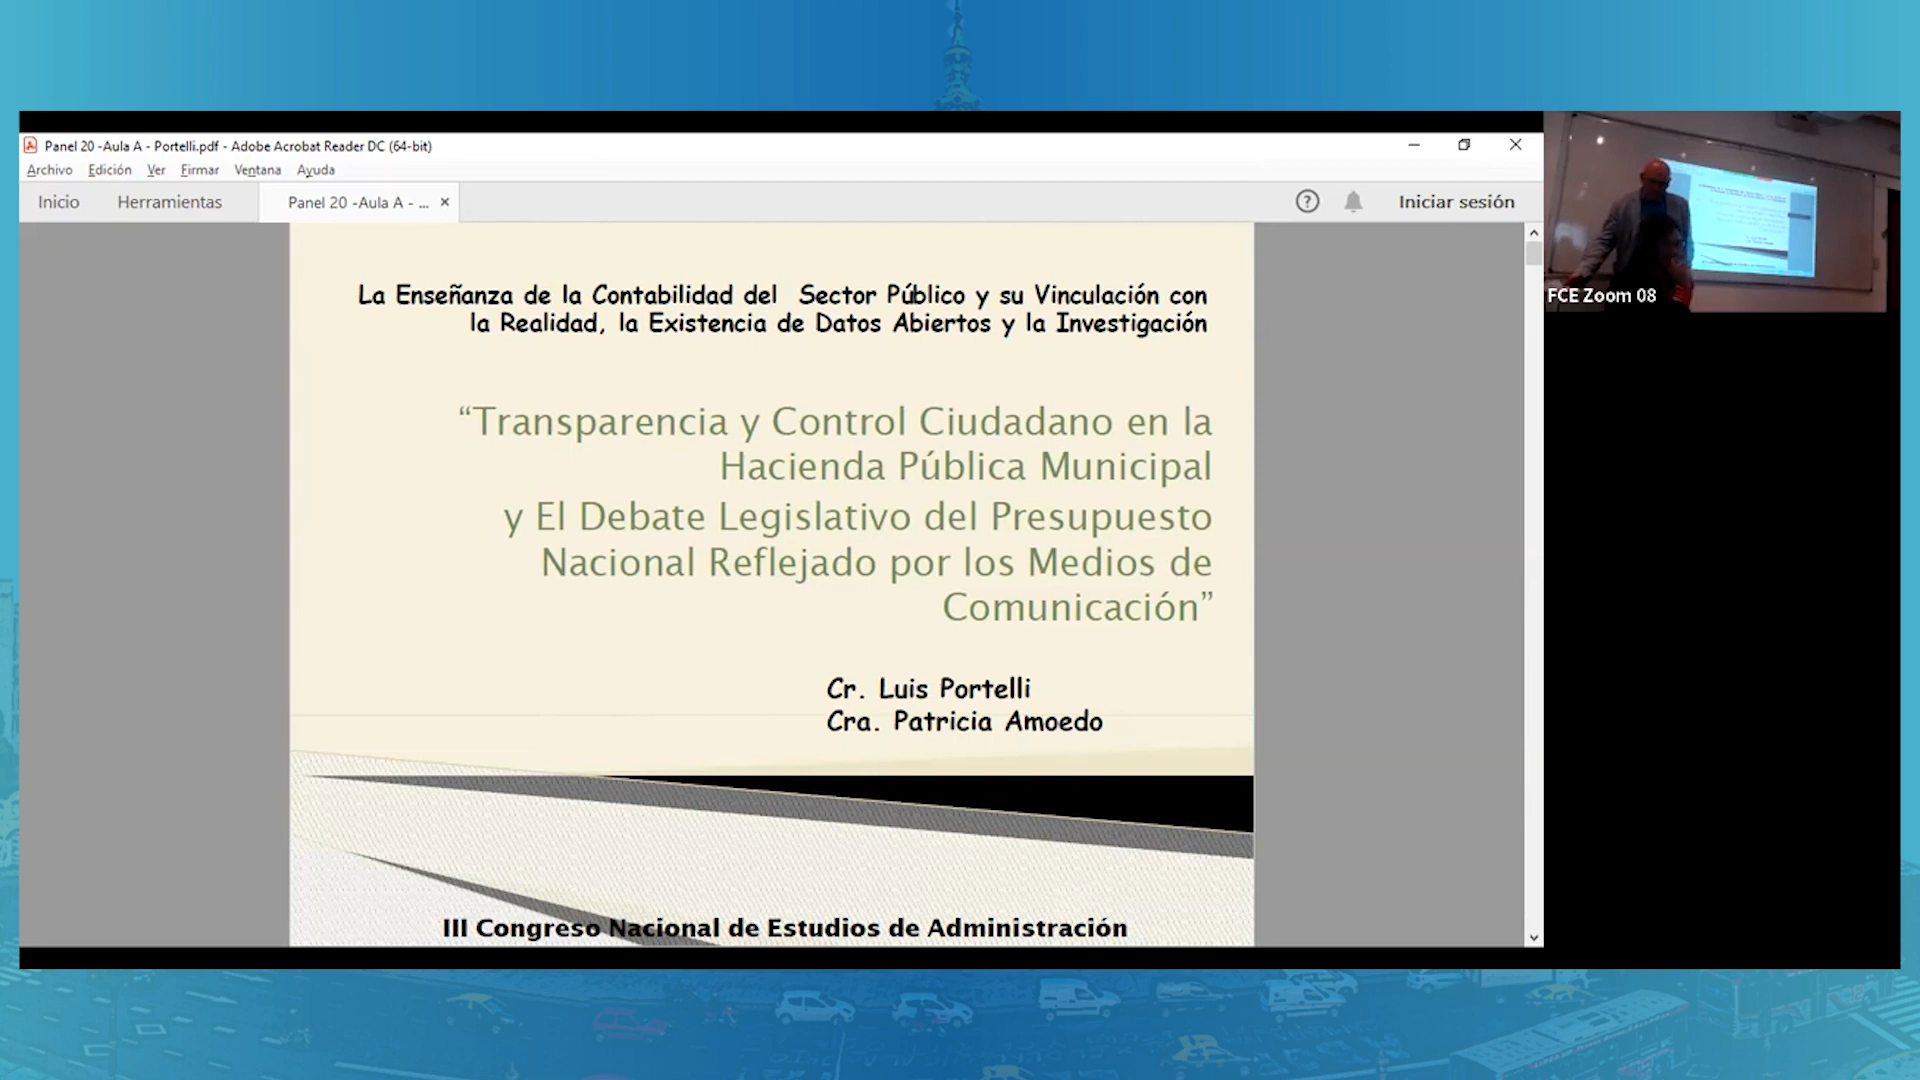 Panel 20 -Aula A - Portelli.pdf - Adobe Acrobat Reader DC (64-bit)
Archivo Edición Ver Firmar Ventana Ayuda
Inicio Herramientas Panel 20 -Aula A - ... Iniciar sesión
La Enseñanza de la Contabilidad del Sector Público y su Vinculación con
la Realidad, la Existencia de Datos Abiertos y la Investigación
“Transparencia y Control Ciudadano en la
Hacienda Pública Municipal
y El Debate Legislativo del Presupuesto
Nacional Reflejado por los Medios de
Comunicación”
Cr. Luis Portelli
Cra. Patricia Amoedo
III Congreso Nacional de Estudios de Administración
FCE Zoom 08